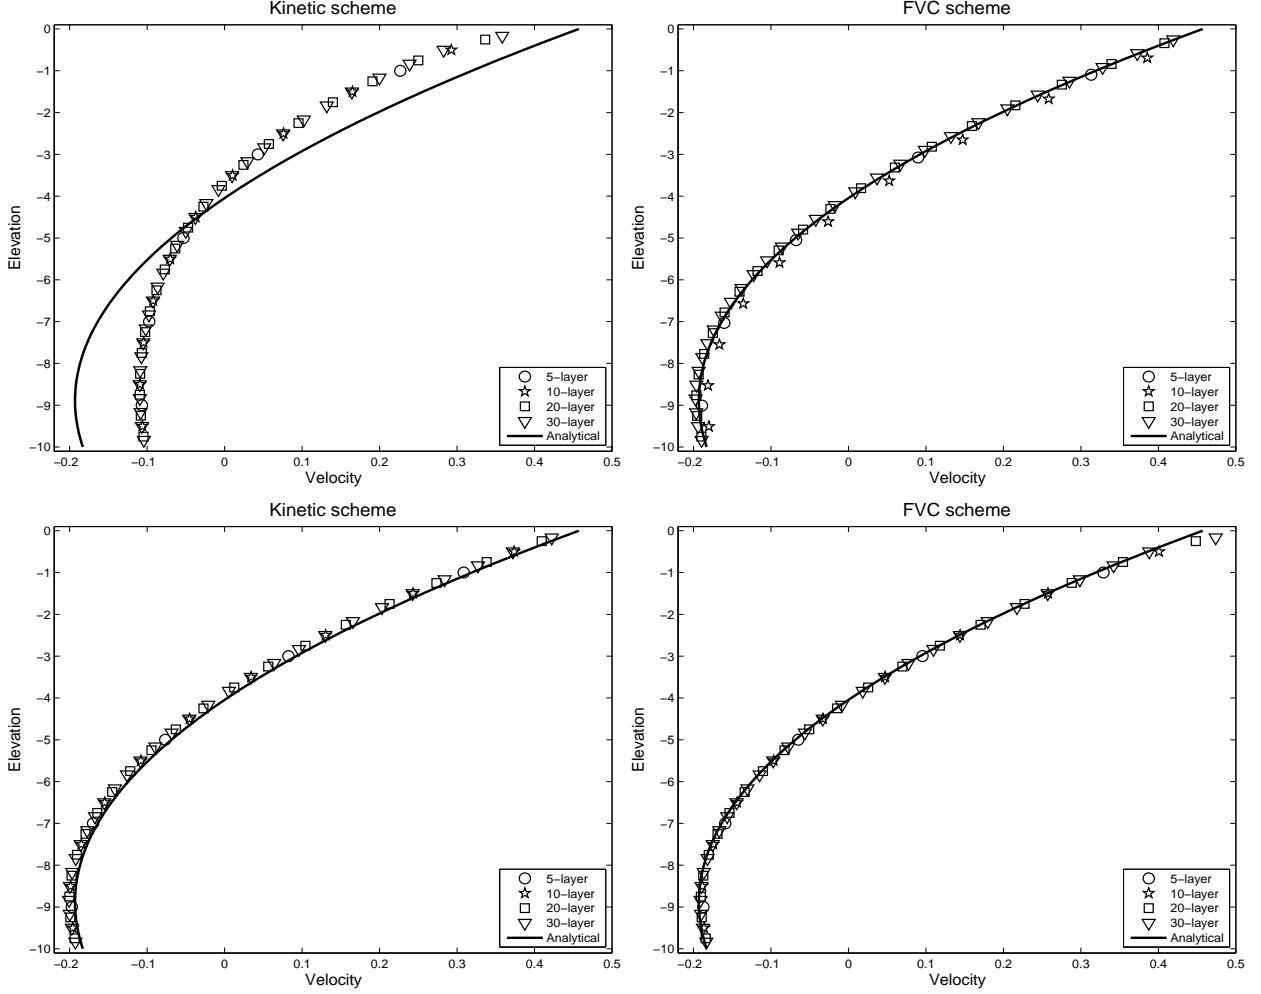 Kinetic scheme
0
−1
−2
−3
−4
−5
−6
−7
−8
−9
−10
Elevation
5−layer
10−layer
20−layer
30−layer
Analytical
−0.2 −0.1 0 0.1 0.2 0.3 0.4 0.5
Velocity
FVC scheme
0
−1
−2
−3
−4
−5
−6
−7
−8
−9
−10
Elevation
5−layer
10−layer
20−layer
30−layer
Analytical
−0.2 −0.1 0 0.1 0.2 0.3 0.4 0.5
Velocity
Kinetic scheme
0
−1
−2
−3
−4
−5
−6
−7
−8
−9
−10
Elevation
5−layer
10−layer
20−layer
30−layer
Analytical
−0.2 −0.1 0 0.1 0.2 0.3 0.4 0.5
Velocity
FVC scheme
0
−1
−2
−3
−4
−5
−6
−7
−8
−9
−10
Elevation
5−layer
10−layer
20−layer
30−layer
Analytical
−0.2 −0.1 0 0.1 0.2 0.3 0.4 0.5
Velocity